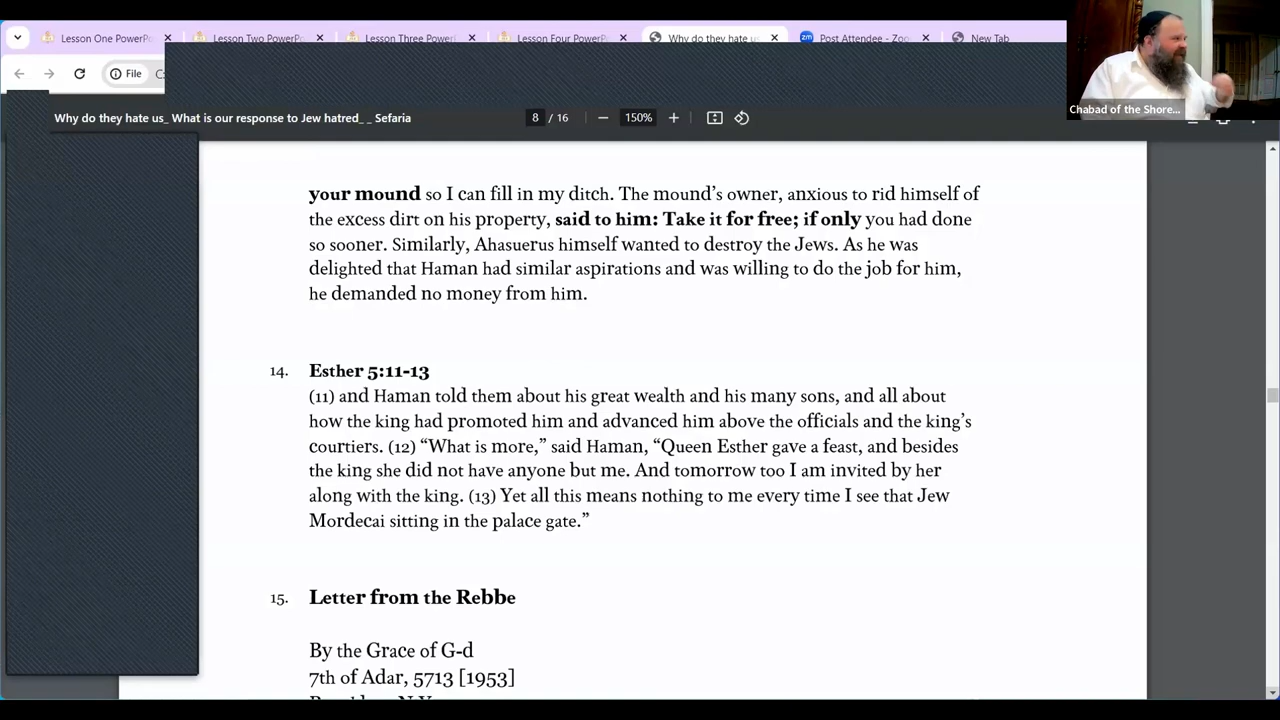 Lesson One PowerP
Lesson Two PowerP
Lesson Three Powerl
Lesson Four PowerP
Why do they hate us
Post Attendee - Zoo
New Tab
File
Chabad of the Shore...
Why do they hate us_ What is our response to Jew hatred_ _ Sefaria
8 / 16
150%
your mound so I can fill in my ditch. The mound’s owner, anxious to rid himself of
the excess dirt on his property, said to him: Take it for free; if only you had done
so sooner. Similarly, Ahasuerus himself wanted to destroy the Jews. As he was
delighted that Haman had similar aspirations and was willing to do the job for him,
he demanded no money from him.
14. Esther 5:11-13
(11) and Haman told them about his great wealth and his many sons, and all about
how the king had promoted him and advanced him above the officials and the king’s
courtiers. (12) “What is more,” said Haman, “Queen Esther gave a feast, and besides
the king she did not have anyone but me. And tomorrow too I am invited by her
along with the king. (13) Yet all this means nothing to me every time I see that Jew
Mordecai sitting in the palace gate.”
15. Letter from the Rebbe
By the Grace of G-d
7th of Adar, 5713 [1953]